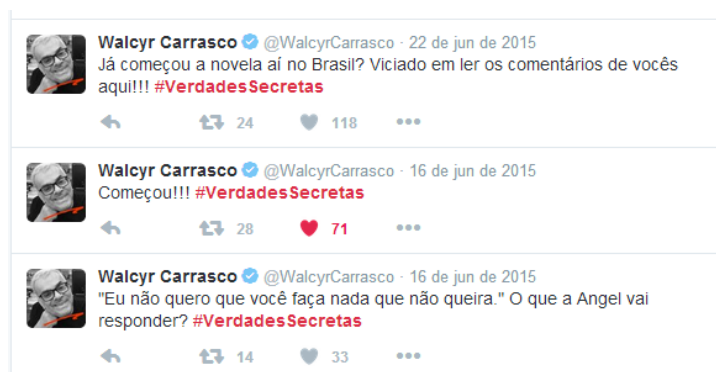 Walcyr Carrasco @WalcyrCarrasco · 22 de jun de 2015
Já começou a novela aí no Brasil? Viciado em ler os comentários de vocês
aqui!!! #VerdadesSecretas
24 118
Walcyr Carrasco @WalcyrCarrasco · 16 de jun de 2015
Começou!!! #VerdadesSecretas
28 71
Walcyr Carrasco @WalcyrCarrasco · 16 de jun de 2015
"Eu não quero que você faça nada que não queira." O que a Angel vai
responder? #VerdadesSecretas
14 33